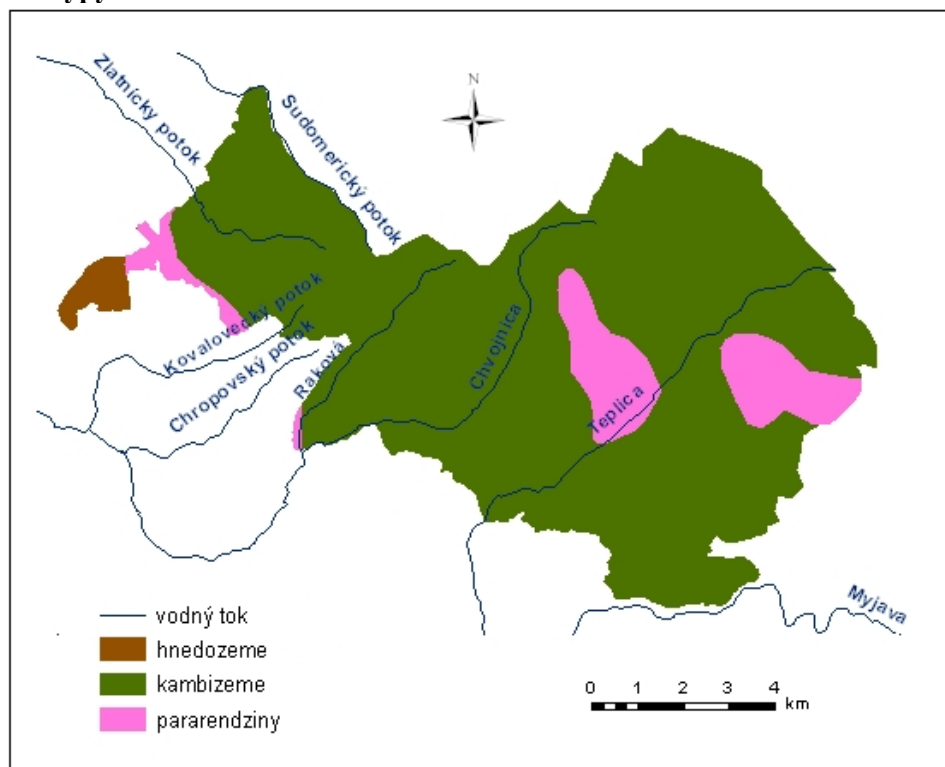 N
Zlatnícky potok
Sudomerický potok
Kovalovecký potok
Chropovský potok
Raková
Chvojnica
Teplica
Myjava
vodný tok
hnedozeme
kambizeme
pararendziny
0 1 2 3 4
km